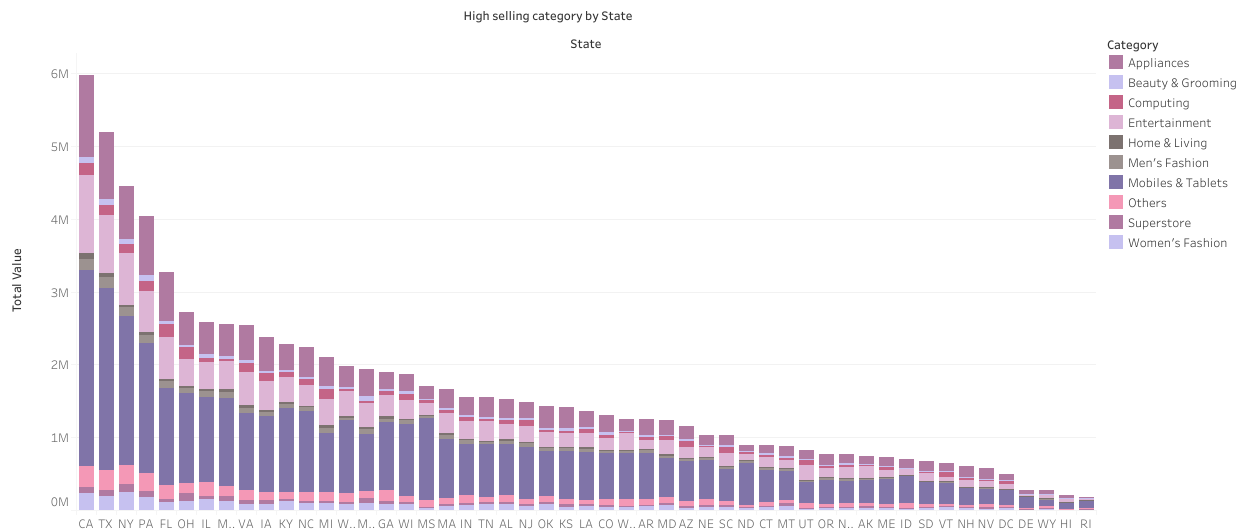 High selling category by State
State
Category
Appliances
Beauty & Grooming
Computing
Entertainment
Home & Living
Men's Fashion
Mobiles & Tablets
Others
Superstore
Women's Fashion
Total Value
6M
5M
4M
3M
2M
1M
0M
CA TX NY PA FL OH IL M.. VA IA KY NC MI W.. M.. GA WI MS MA IN TN AL NJ OK KS LA CO W.. AR MD AZ NE SC ND CT MT UT OR N.. AK ME ID SD VT NH NV DC DE WY HI RI